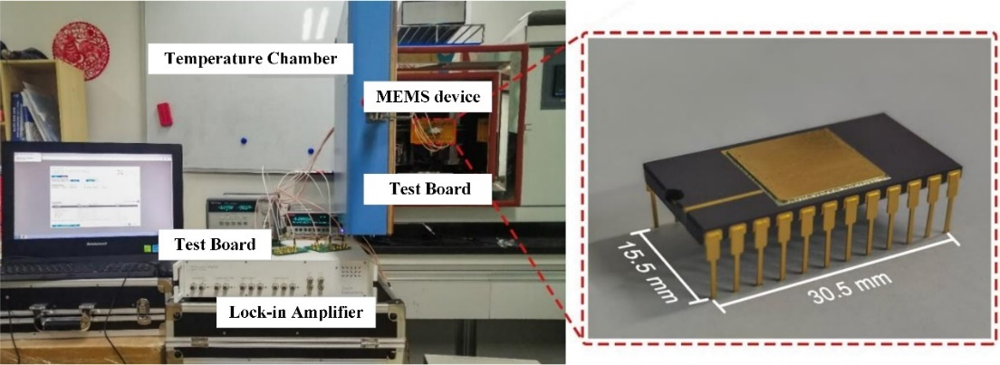 Temperature Chamber
MEMS device
Test Board
Test Board
Lock-in Amplifier
15.5 mm
30.5 mm